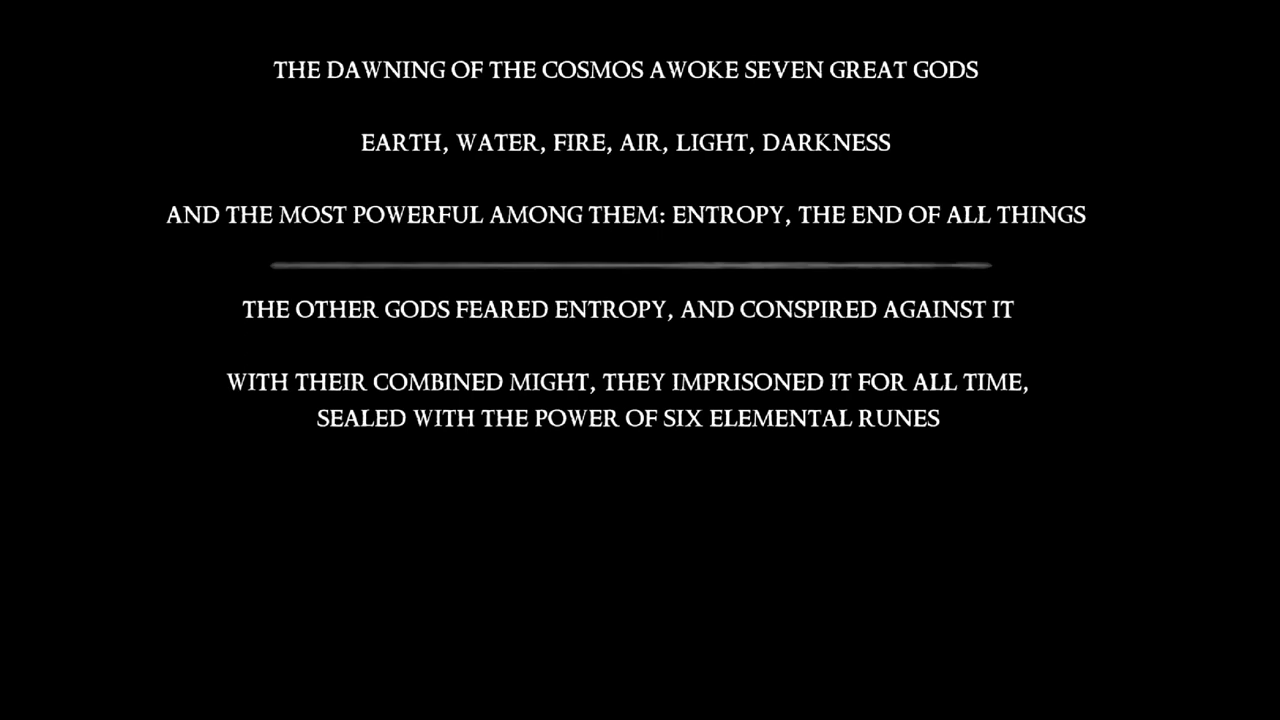 THE DAWNING OF THE COSMOS AWOKE SEVEN GREAT GODS
EARTH, WATER, FIRE, AIR, LIGHT, DARKNESS
AND THE MOST POWERFUL AMONG THEM: ENTROPY, THE END OF ALL THINGS
THE OTHER GODS FEARED ENTROPY, AND CONSPIRED AGAINST IT
WITH THEIR COMBINED MIGHT, THEY IMPRISONED IT FOR ALL TIME,
SEALED WITH THE POWER OF SIX ELEMENTAL RUNES